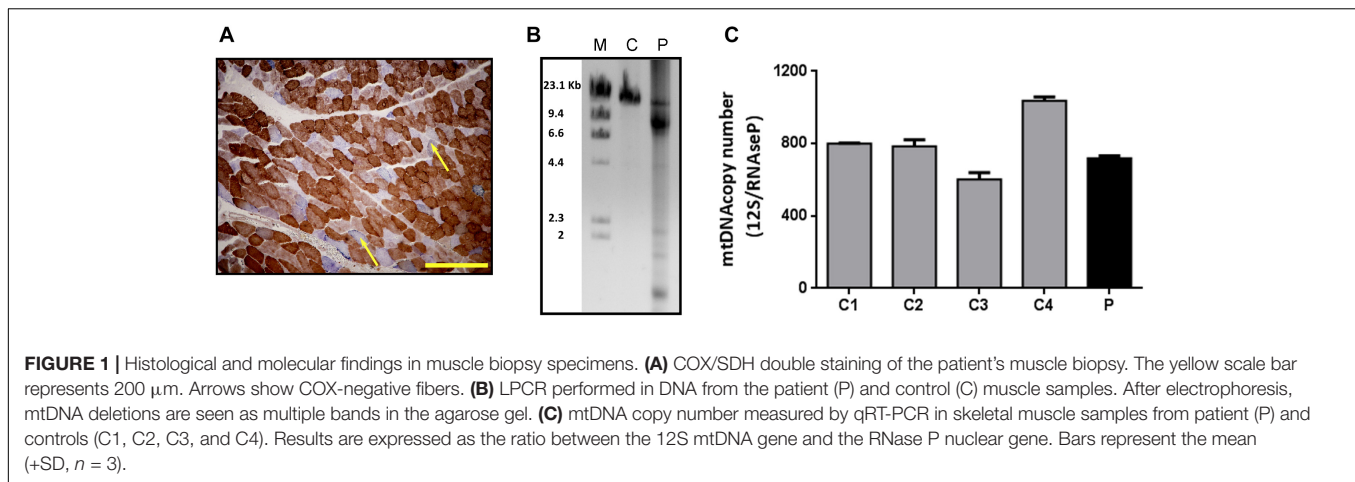 A
B
M C P
23.1 Kb
9.4
6.6
4.4
2.3
2
C
mtDNAcopy number
(12S/RNAseP)
1200
800
400
0
C1 C2 C3 C4 P
FIGURE 1 | Histological and molecular findings in muscle biopsy specimens. (A) COX/SDH double staining of the patient's muscle biopsy. The yellow scale bar
represents 200 μm. Arrows show COX-negative fibers. (B) LPCR performed in DNA from the patient (P) and control (C) muscle samples. After electrophoresis,
mtDNA deletions are seen as multiple bands in the agarose gel. (C) mtDNA copy number measured by qRT-PCR in skeletal muscle samples from patient (P) and
controls (C1, C2, C3, and C4). Results are expressed as the ratio between the 12S mtDNA gene and the RNase P nuclear gene. Bars represent the mean
(+SD, n = 3).